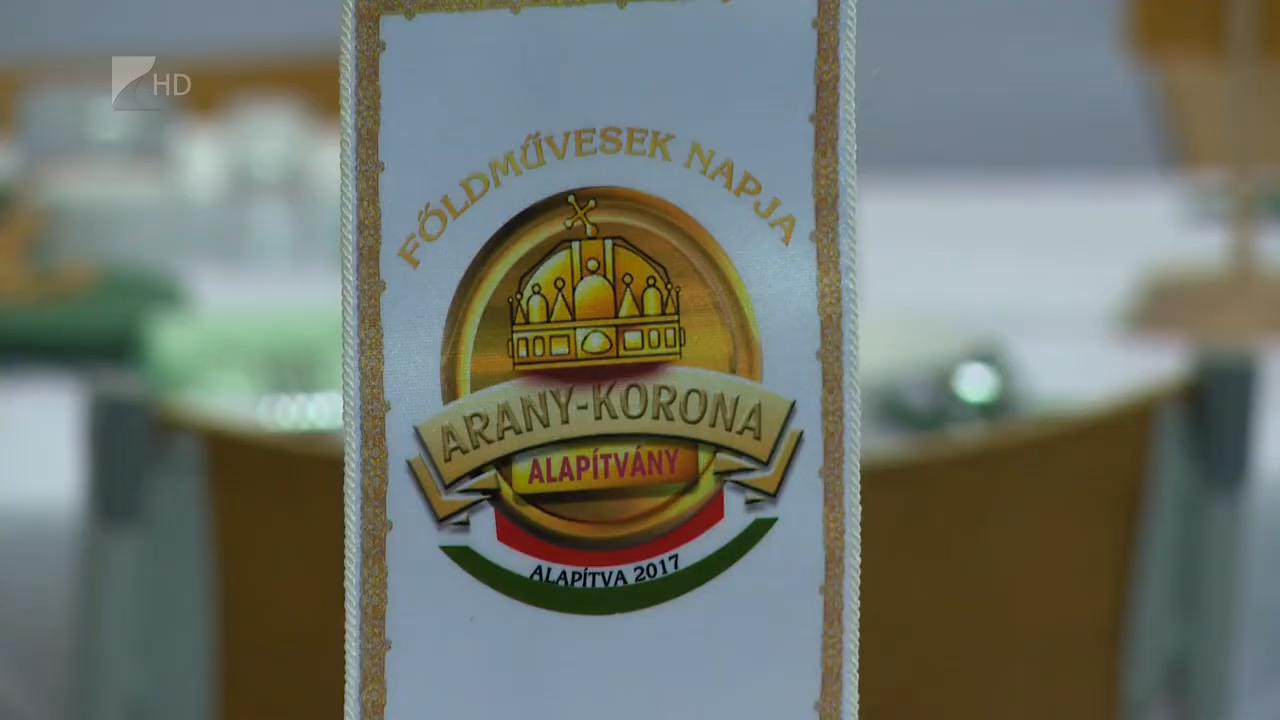 HD
FÖLDMŰVESEK NAPJA
ARANY-KORONA
ALAPÍTVÁNY
ALAPÍTVA 2017